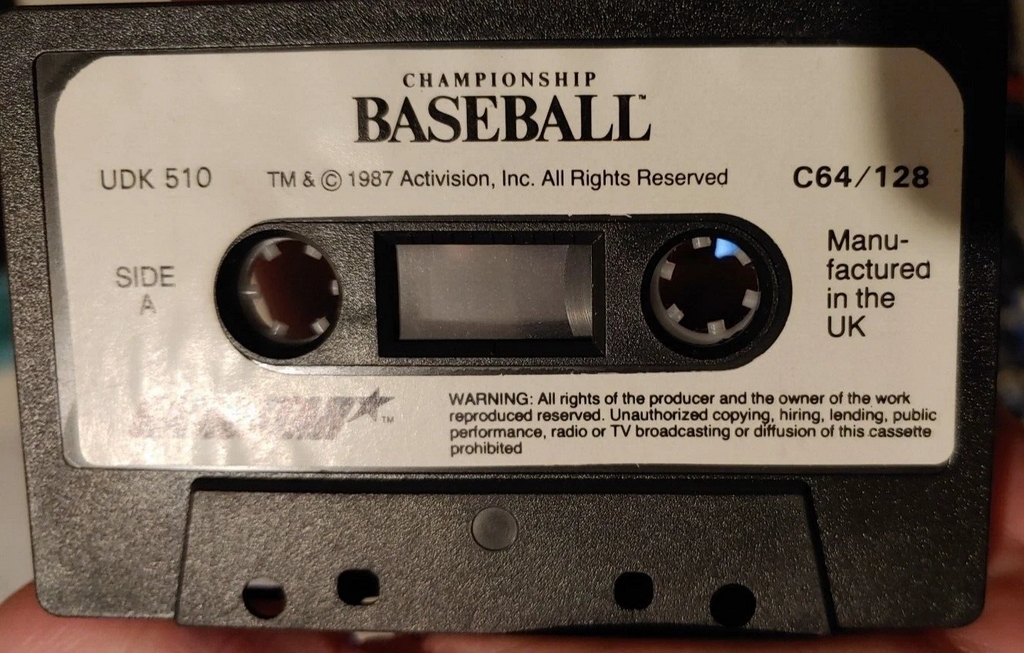 CHAMPIONSHIP
BASEBALL™
UDK 510
TM & © 1987 Activision, Inc. All Rights Reserved
C64/128
SIDE
A
Manu-
factured
in the
UK
TM
WARNING: All rights of the producer and the owner of the work
reproduced reserved. Unauthorized copying, hiring, lending, public
performance, radio or TV broadcasting or diffusion of this cassette
prohibited